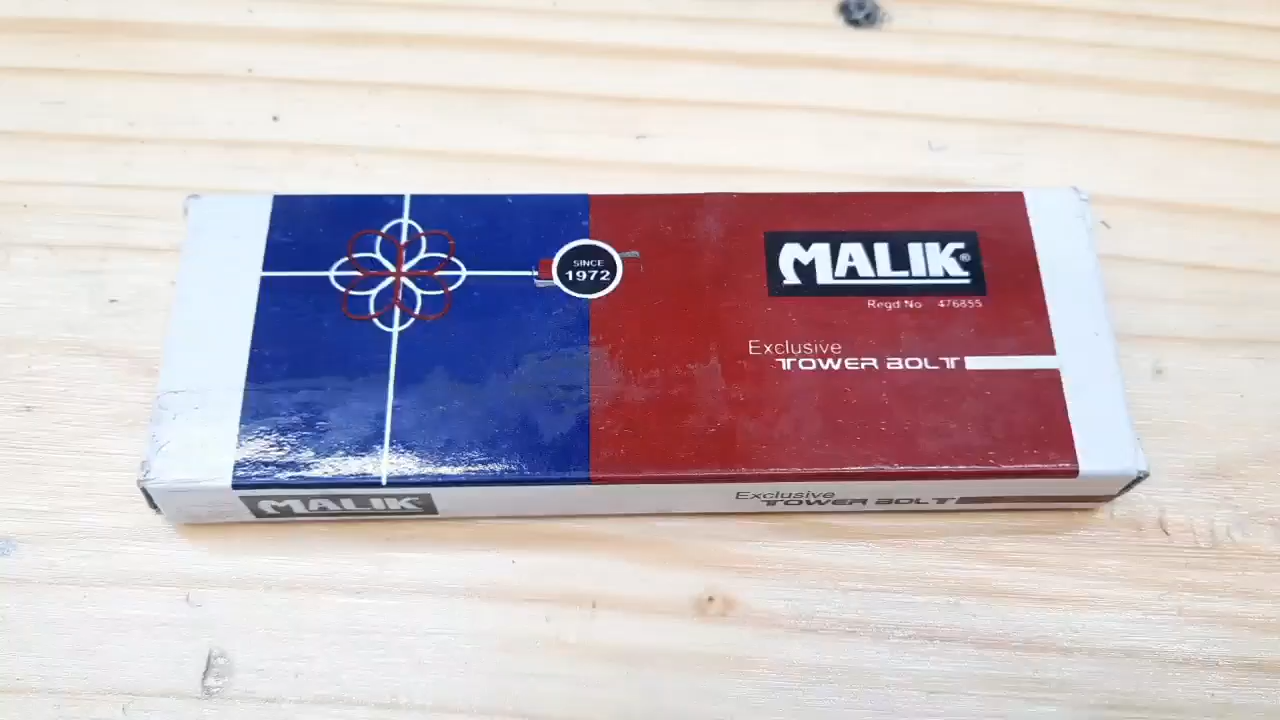 SINCE
1972
MALIK®
Regd No 476855
Exclusive
TOWER BOLT
MALIK
Exclusive
TOWER BOLT